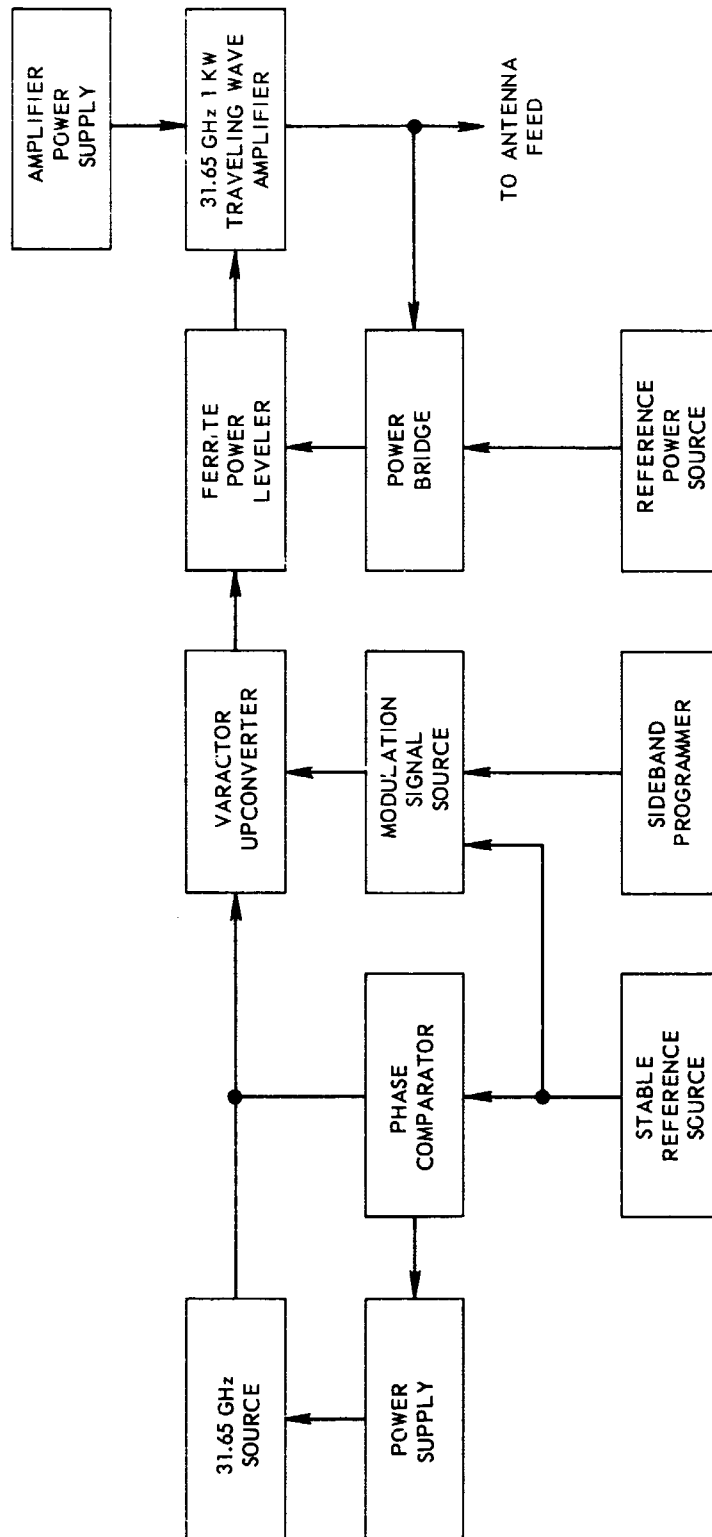 31.65 GHz
SOURCE
POWER
SUPPLY
PHASE
COMPARATOR
STABLE
REFERENCE
SOURCE
VARACTOR
UPCONVERTER
MODULATION
SIGNAL
SOURCE
SIDEBAND
PROGRAMMER
FERRITE
POWER
LEVELER
POWER
BRIDGE
REFERENCE
POWER
SOURCE
AMPLIFIER
POWER
SUPPLY
31.65 GHz 1 KW
TRAVELING WAVE
AMPLIFIER
TO ANTENNA
FEED